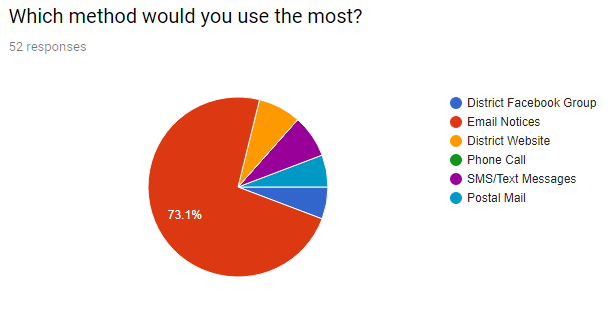 Which method would you use the most?
52 responses
District Facebook Group
Email Notices
District Website
Phone Call
SMS/Text Messages
Postal Mail
73.1%